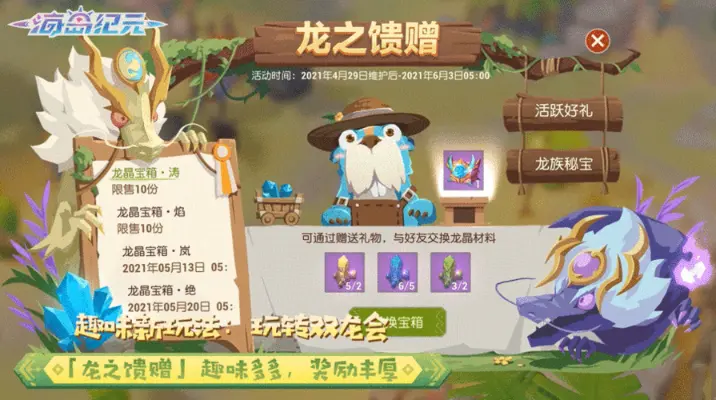 海岛纪元
龙之馈赠
活动时间：2021年4月29日维护后-2021年6月3日05:00
活跃好礼
龙族秘宝
龙晶宝箱·涛
限售10份
龙晶宝箱·焰
限售10份
龙晶宝箱·岚
2021年05月13日 05:
龙晶宝箱·绝
2021年05月20日 05:
1
可通过赠送礼物，与好友交换龙晶材料
5/2
6/5
3/2
换宝箱
趣味新玩法：玩转双龙会
「龙之馈赠」趣味多多，奖励丰厚